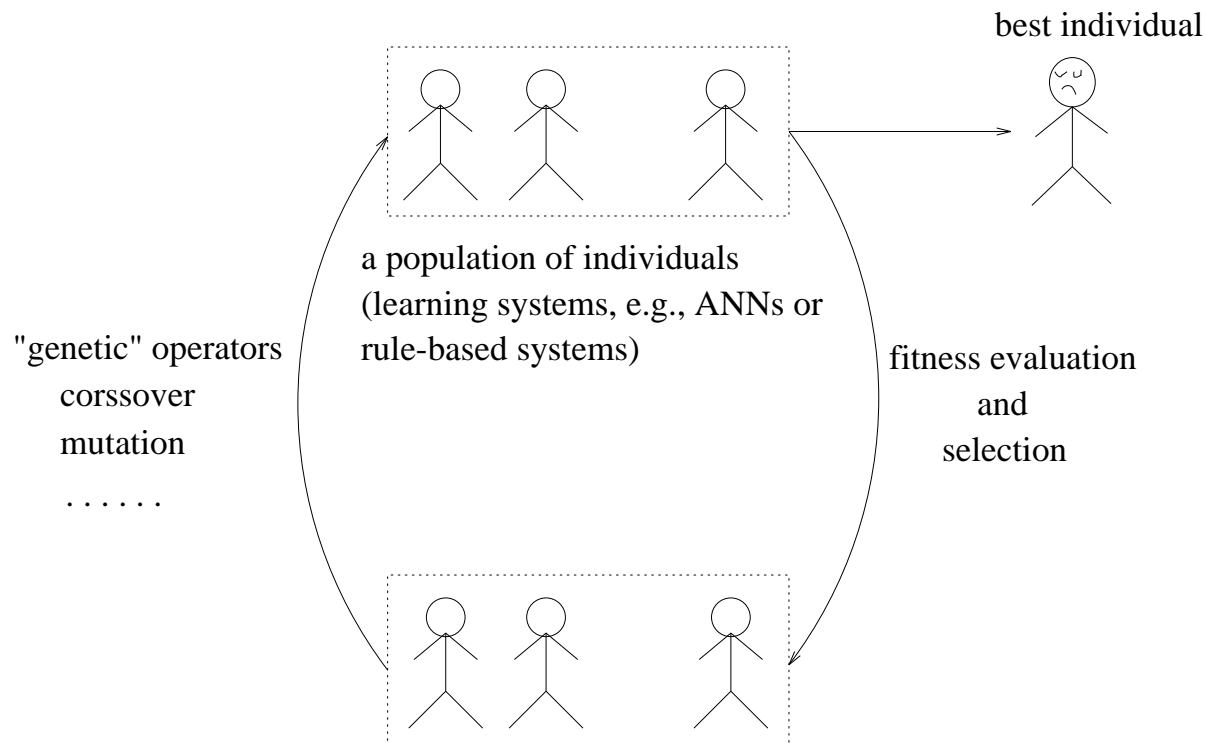 best individual
a population of individuals
(learning systems, e.g., ANNs or
rule-based systems)
"genetic" operators
corssover
mutation
. . . . . .
fitness evaluation
and
selection